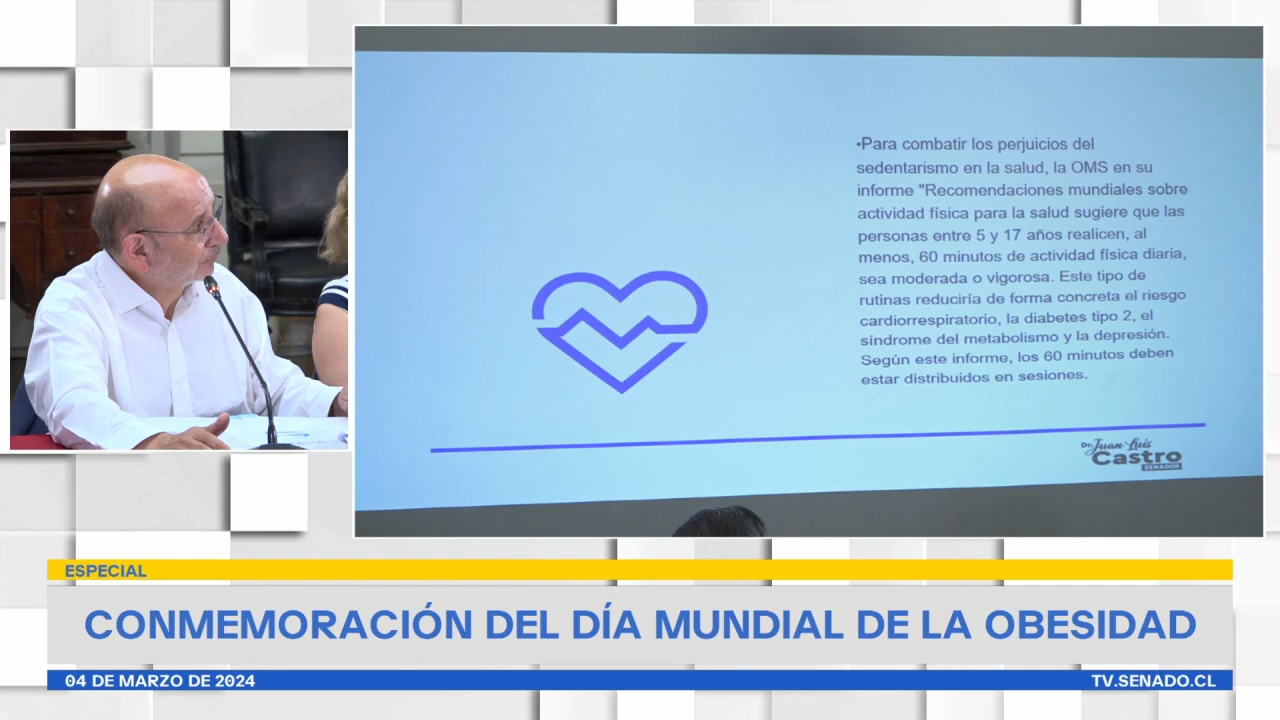 •Para combatir los perjuicios del
sedentarismo en la salud, la OMS en su
informe "Recomendaciones mundiales sobre
actividad física para la salud sugiere que las
personas entre 5 y 17 años realicen, al
menos, 60 minutos de actividad física diaria,
sea moderada o vigorosa. Este tipo de
rutinas reduciría de forma concreta el riesgo
cardiorrespiratorio, la diabetes tipo 2, el
síndrome del metabolismo y la depresión.
Según este informe, los 60 minutos deben
estar distribuidos en sesiones.
Dr. Juan Luis
Castro
SENADOR
ESPECIAL
CONMEMORACIÓN DEL DÍA MUNDIAL DE LA OBESIDAD
04 DE MARZO DE 2024
TV.SENADO.CL